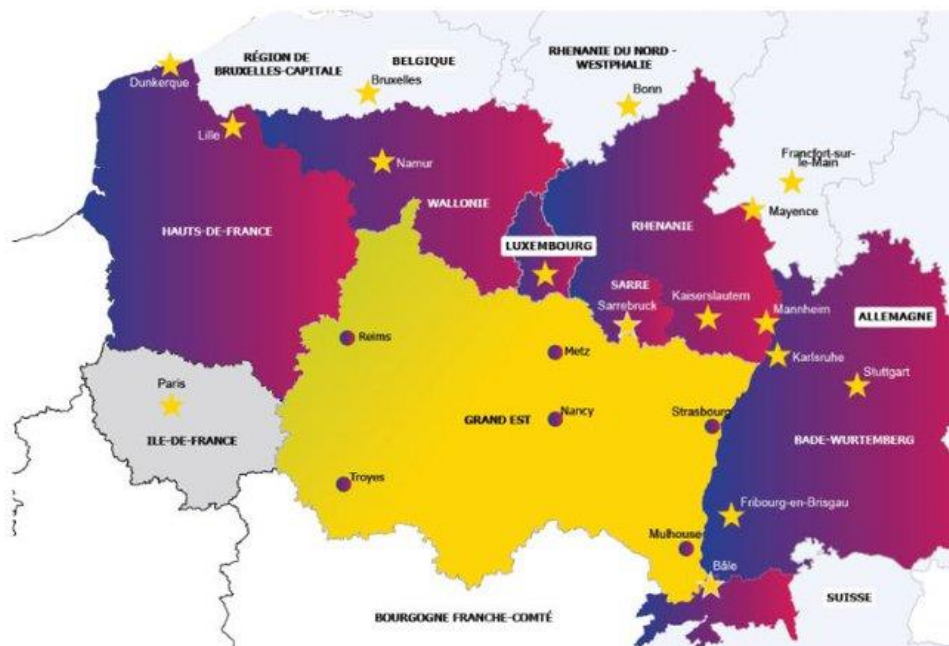 RÉGION DE
BRUXELLES-CAPITALE
BELGIQUE
RHENANIE DU NORD -
WESTPHALIE
Dunkerque
Bruxelles
Bonn
Lille
Francfort-sur-
le-Main
Namur
Mayence
WALLONIE
HAUTS-DE-FRANCE
RHENANIE
LUXEMBOURG
SARRE
Kaiserslautern
Sarrebruck
Mannheim
ALLEMAGNE
Reims
Metz
Karlsruhe
Stuttgart
Paris
Nancy
Strasbourg
GRAND EST
ILE-DE-FRANCE
BADE-WURTEMBERG
Troyes
Fribourg-en-Brisgau
Mulhouse
Bâle
SUISSE
BOURGOGNE FRANCHE-COMTÉ